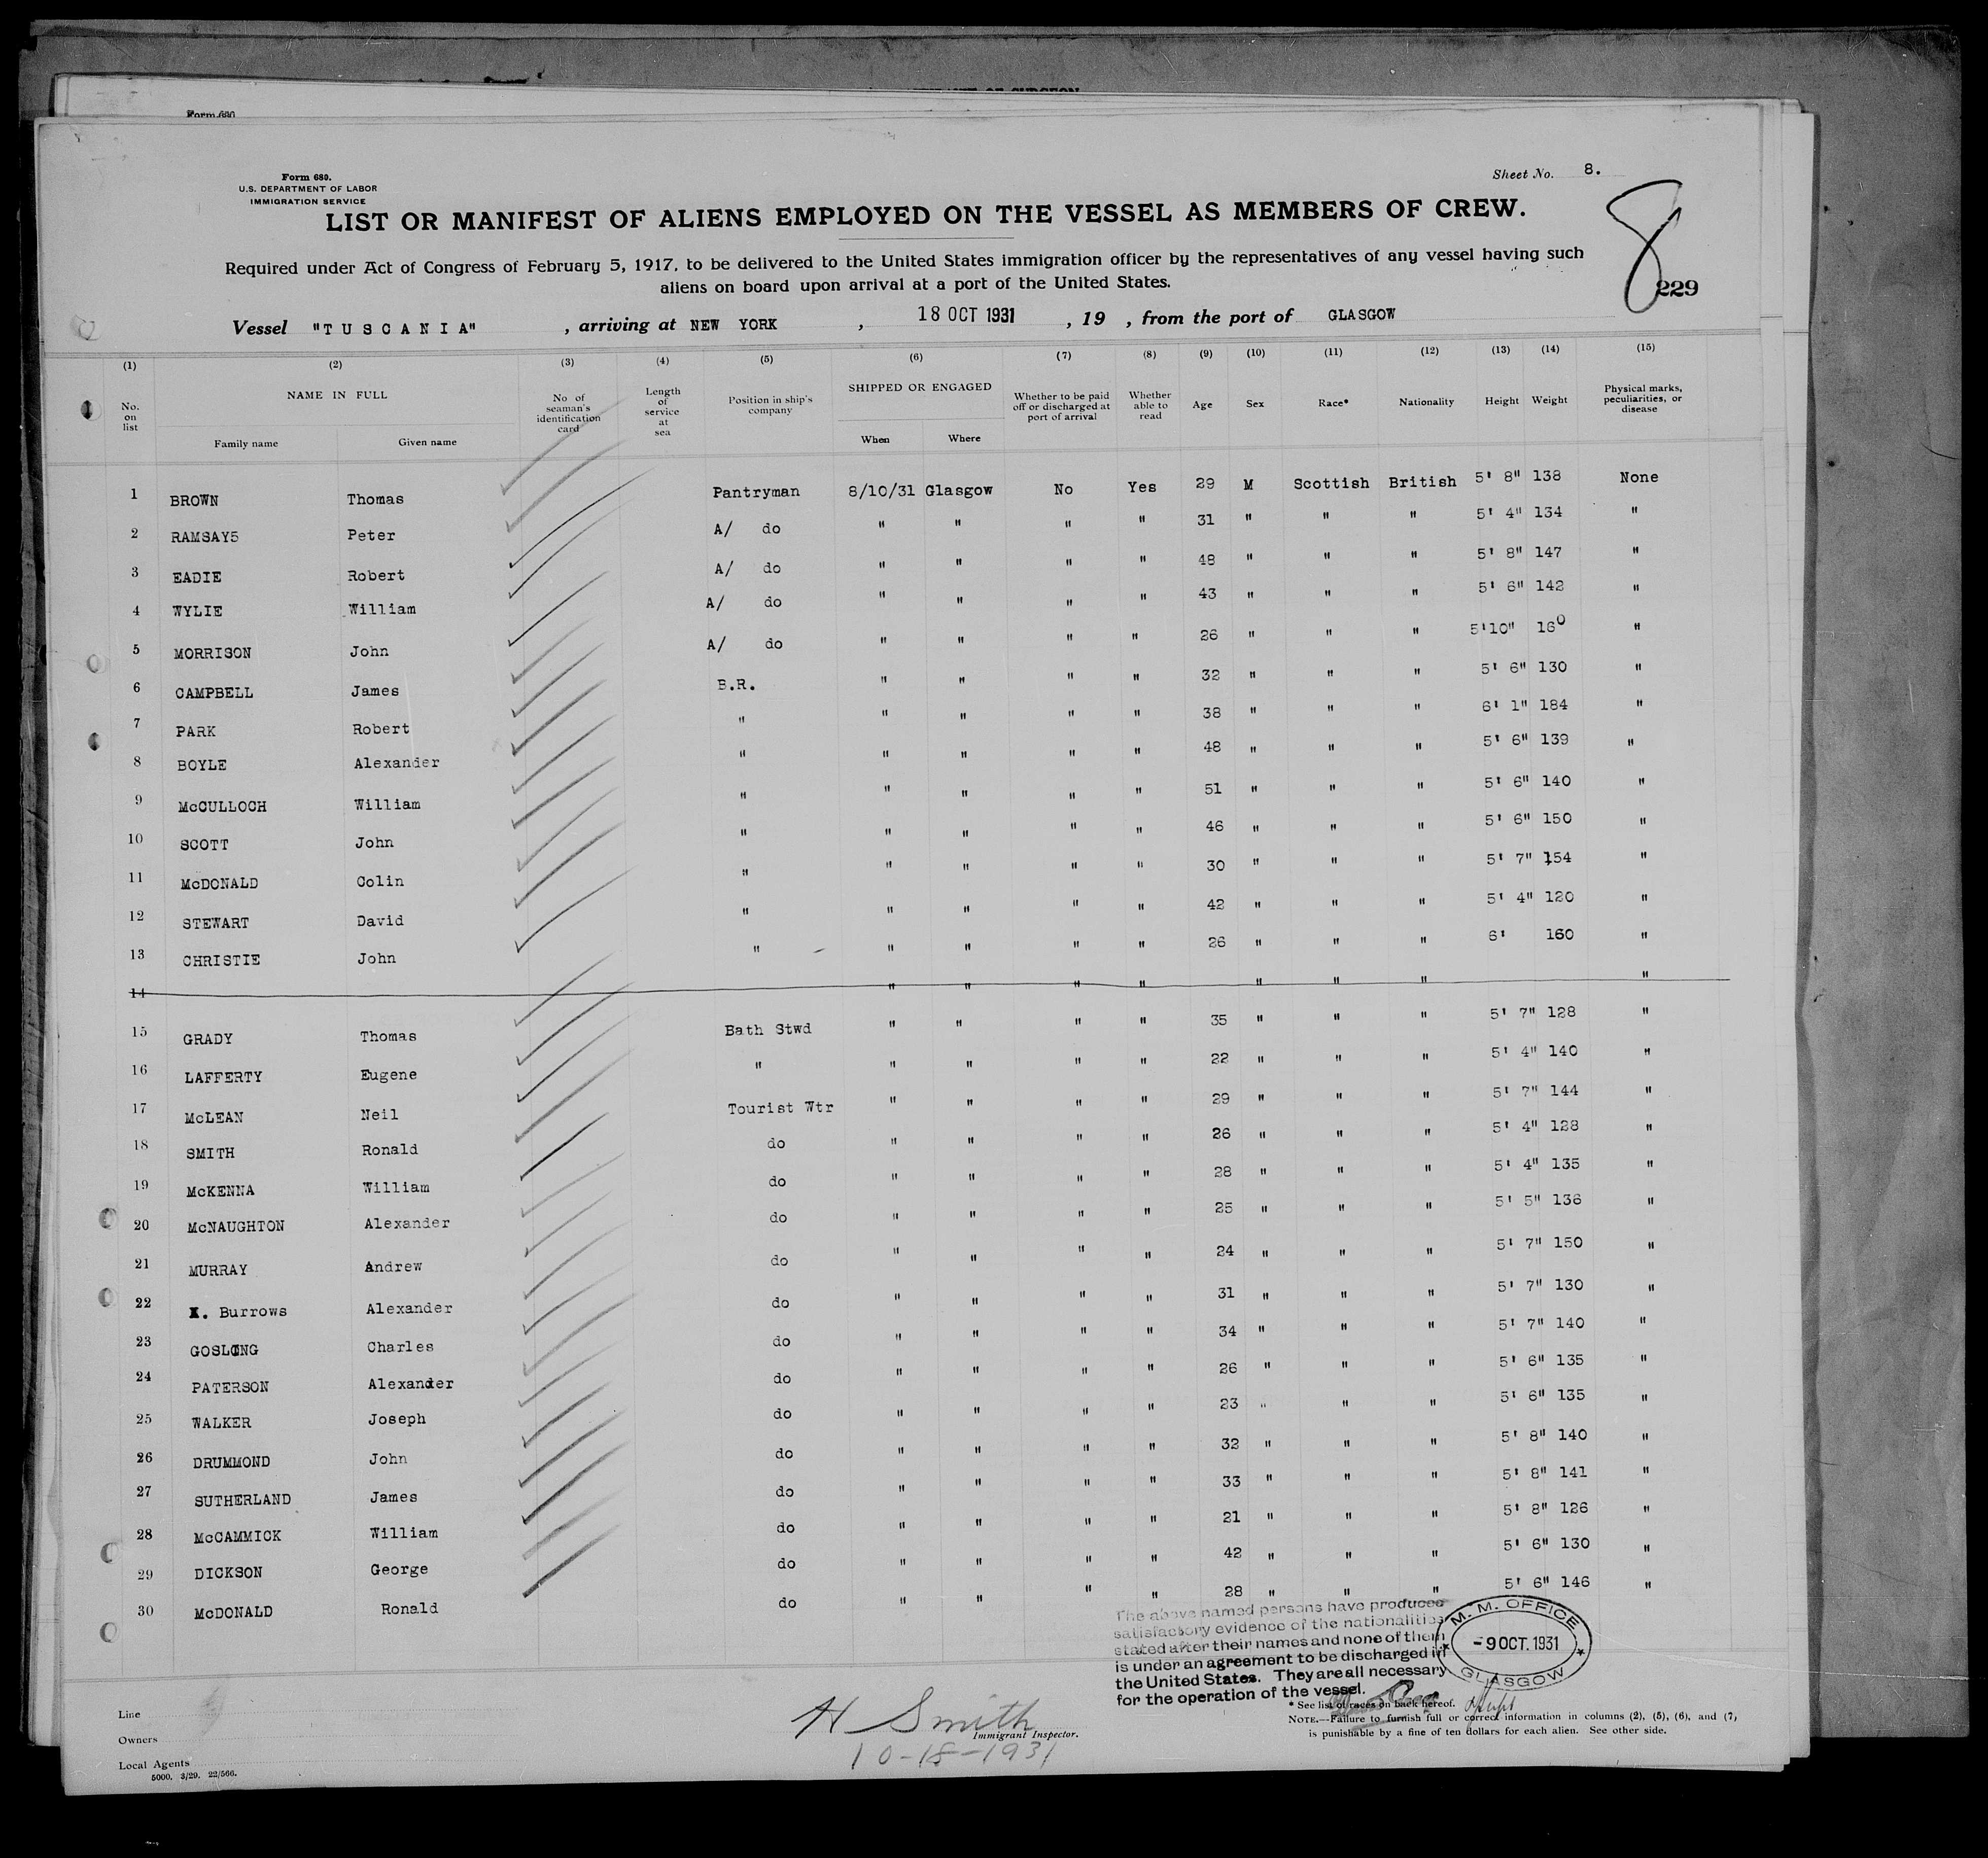 Form 680
Form 680.
U.S. DEPARTMENT OF LABOR
IMMIGRATION SERVICE
Sheet No. 8.
8
LIST OR MANIFEST OF ALIENS EMPLOYED ON THE VESSEL AS MEMBERS OF CREW.
Required under Act of Congress of February 5, 1917, to be delivered to the United States immigration officer by the representatives of any vessel having such
aliens on board upon arrival at a port of the United States.
229
Vessel "TUSCANIA" , arriving at NEW YORK , 18 OCT 1931 , 19 , from the port of GLASGOW
(1) (2) (3) (4) (5) (6) (7) (8) (9) (10) (11) (12) (13) (14) (15)
No. on list NAME IN FULL Family name Given name No of seaman's identification card Length of service at sea Position in ship's company SHIPPED OR ENGAGED When Where Whether to be paid off or discharged at port of arrival Whether able to read Age Sex Race* Nationality Height Weight Physical marks, peculiarities, or disease
1 BROWN Thomas Pantryman 8/10/31 Glasgow No Yes 29 M Scottish British 5' 8" 138 None
2 RAMSAY5 Peter A/ do " " " " 31 " " " 5' 4" 134 "
3 EADIE Robert A/ do " " " " 48 " " " 5' 8" 147 "
4 WYLIE William A/ do " " " " 43 " " " 5' 6" 142 "
5 MORRISON John A/ do " " " " 26 " " " 5'10" 160 "
6 CAMPBELL James B.R. " " " " 32 " " " 5' 6" 130 "
7 PARK Robert " " " " " 38 " " " 6' 1" 184 "
8 BOYLE Alexander " " " " " 48 " " " 5' 6" 139 "
9 McCULLOCH William " " " " " 51 " " " 5' 6" 140 "
10 SCOTT John " " " " " 46 " " " 5' 6" 150 "
11 McDONALD Colin " " " " " 30 " " " 5' 7" 154 "
12 STEWART David " " " " " 42 " " " 5' 4" 120 "
13 CHRISTIE John " " " " " 26 " " " 6' 160 "
14 " " " " " " " "
15 GRADY Thomas Bath Stwd " " " " 35 " " " 5' 7" 128 "
16 LAFFERTY Eugene " " " " " 22 " " " 5' 4" 140 "
17 McLEAN Neil Tourist Wtr " " " " 29 " " " 5' 7" 144 "
18 SMITH Ronald do " " " " 26 " " " 5' 4" 128 "
19 McKENNA William do " " " " 28 " " " 5' 4" 135 "
20 McNAUGHTON Alexander do " " " " 25 " " " 5' 5" 136 "
21 MURRAY Andrew do " " " " 24 " " " 5' 7" 150 "
22 Burrows Alexander do " " " " 31 " " " 5' 7" 130 "
23 GOSLING Charles do " " " " 34 " " " 5' 7" 140 "
24 PATERSON Alexander do " " " " 26 " " " 5' 6" 135 "
25 WALKER Joseph do " " " " 23 " " " 5' 6" 135 "
26 DRUMMOND John do " " " " 32 " " " 5' 8" 140 "
27 SUTHERLAND James do " " " " 33 " " " 5' 8" 141 "
28 McCAMMICK William do " " " " 21 " " " 5' 8" 126 "
29 DICKSON George do " " " " 42 " " " 5' 6" 130 "
30 McDONALD Ronald do " " " " 28 " " " 5' 6" 146 "
The above named persons have produced
satisfactory evidence of the nationalities
stated after their names and none of them
is under an agreement to be discharged in
the United States. They are all necessary
for the operation of the vessel.
M. M. OFFICE
-9 OCT. 1931
GLASGOW
* See list of races on back hereof.
NOTE.—Failure to furnish full or correct information in columns (2), (5), (6), and (7),
is punishable by a fine of ten dollars for each alien. See other side.
H Smith
Immigrant Inspector.
10-18-1931
Line
Owners
Local Agents
5000. 3/29. 22/566.